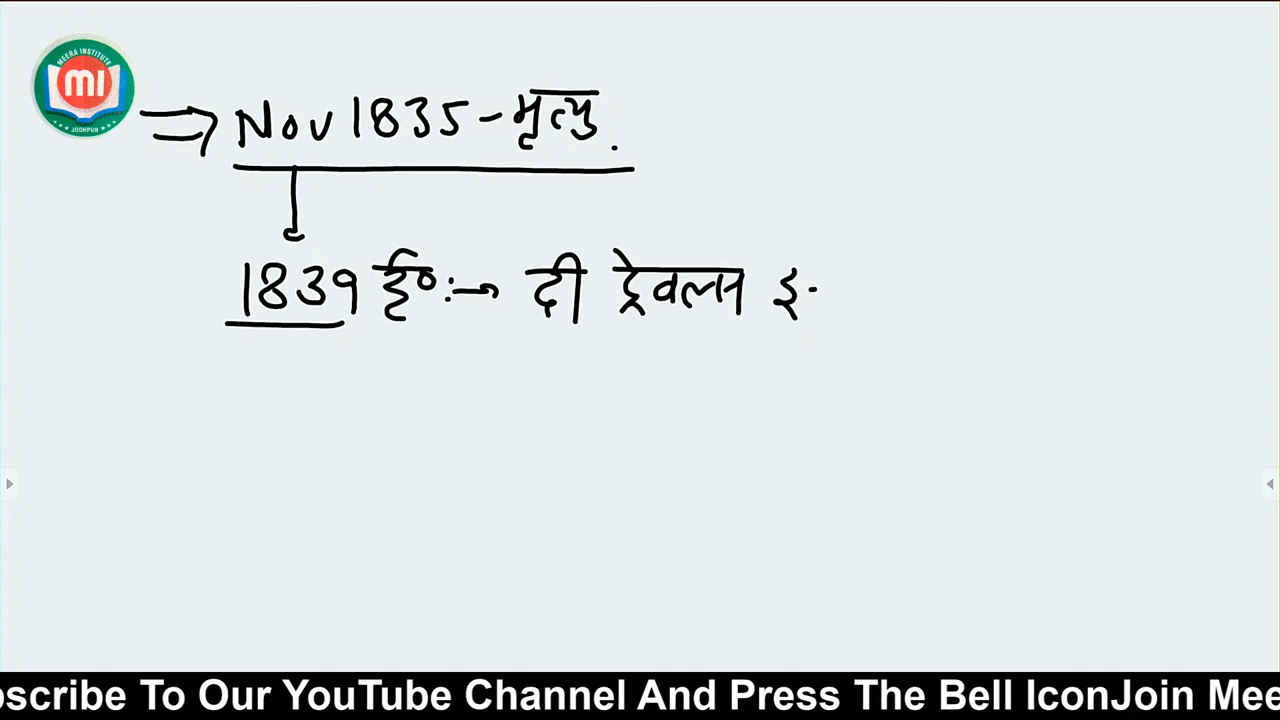 MEERA INSTITUTE
MI
JODHPUR
⇒ Nov 1835 - मृत्यु.
1839 ई०:→ दी ट्रेवल्स इ
bscribe To Our YouTube Channel And Press The Bell IconJoin Mee